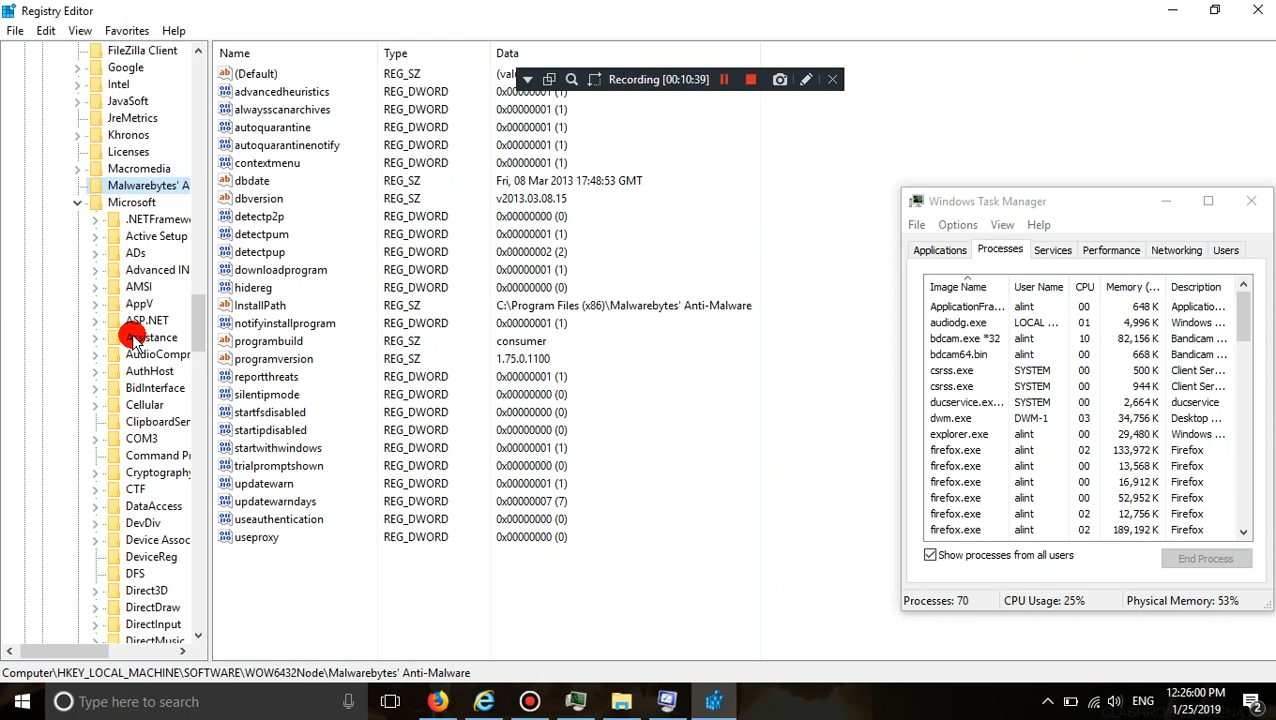 Registry Editor
File Edit View Favorites Help
FileZilla Client
Google
Intel
JavaSoft
JreMetrics
Khronos
Licenses
Macromedia
Malwarebytes' A
Microsoft
.NETFramew
Active Setup
ADs
Advanced IN
AMSI
AppV
ASP.NET
Assistance
AudioCompr
AuthHost
BidInterface
Cellular
ClipboardSer
COM3
Command Pr
Cryptography
CTF
DataAccess
DevDiv
Device Assoc
DeviceReg
DFS
Direct3D
DirectDraw
DirectInput
DirectMusic
Name Type Data
(Default) REG_SZ (valu
Recording [00:10:39]
advancedheuristics REG_DWORD 0x00000001 (1)
alwaysscanarchives REG_DWORD 0x00000001 (1)
autoquarantine REG_DWORD 0x00000001 (1)
autoquarantinenotify REG_DWORD 0x00000001 (1)
contextmenu REG_DWORD 0x00000001 (1)
dbdate REG_SZ Fri, 08 Mar 2013 17:48:53 GMT
dbversion REG_SZ v2013.03.08.15
detectp2p REG_DWORD 0x00000000 (0)
detectpum REG_DWORD 0x00000001 (1)
detectpup REG_DWORD 0x00000002 (2)
downloadprogram REG_DWORD 0x00000001 (1)
hidereg REG_DWORD 0x00000000 (0)
InstallPath REG_SZ C:\Program Files (x86)\Malwarebytes' Anti-Malware
notifyinstallprogram REG_DWORD 0x00000001 (1)
programbuild REG_SZ consumer
programversion REG_SZ 1.75.0.1100
reportthreats REG_DWORD 0x00000001 (1)
silentipmode REG_DWORD 0x00000000 (0)
startfsdisabled REG_DWORD 0x00000000 (0)
startipdisabled REG_DWORD 0x00000000 (0)
startwithwindows REG_DWORD 0x00000001 (1)
trialpromptshown REG_DWORD 0x00000000 (0)
updatewarn REG_DWORD 0x00000001 (1)
updatewarndays REG_DWORD 0x00000007 (7)
useauthentication REG_DWORD 0x00000000 (0)
useproxy REG_DWORD 0x00000000 (0)
Windows Task Manager
File Options View Help
Applications Processes Services Performance Networking Users
Image Name User Name CPU Memory (... Description
ApplicationFra... alint 00 648 K Applicatio...
audiodg.exe LOCAL ... 01 4,996 K Windows ...
bdcam.exe *32 alint 10 82,156 K Bandicam ...
bdcam64.bin alint 00 668 K Bandicam ...
csrss.exe SYSTEM 00 500 K Client Ser...
csrss.exe SYSTEM 00 944 K Client Ser...
ducservice.ex... SYSTEM 00 2,664 K ducservice
dwm.exe DWM-1 03 34,756 K Desktop ...
explorer.exe alint 00 29,480 K Windows ...
firefox.exe alint 02 133,972 K Firefox
firefox.exe alint 00 13,568 K Firefox
firefox.exe alint 00 16,912 K Firefox
firefox.exe alint 00 52,952 K Firefox
firefox.exe alint 02 12,756 K Firefox
firefox.exe alint 02 189,192 K Firefox
Show processes from all users End Process
Processes: 70 CPU Usage: 25% Physical Memory: 53%
Computer\HKEY_LOCAL_MACHINE\SOFTWARE\WOW6432Node\Malwarebytes' Anti-Malware
Type here to search
ENG
12:26:00 PM
1/25/2019
2